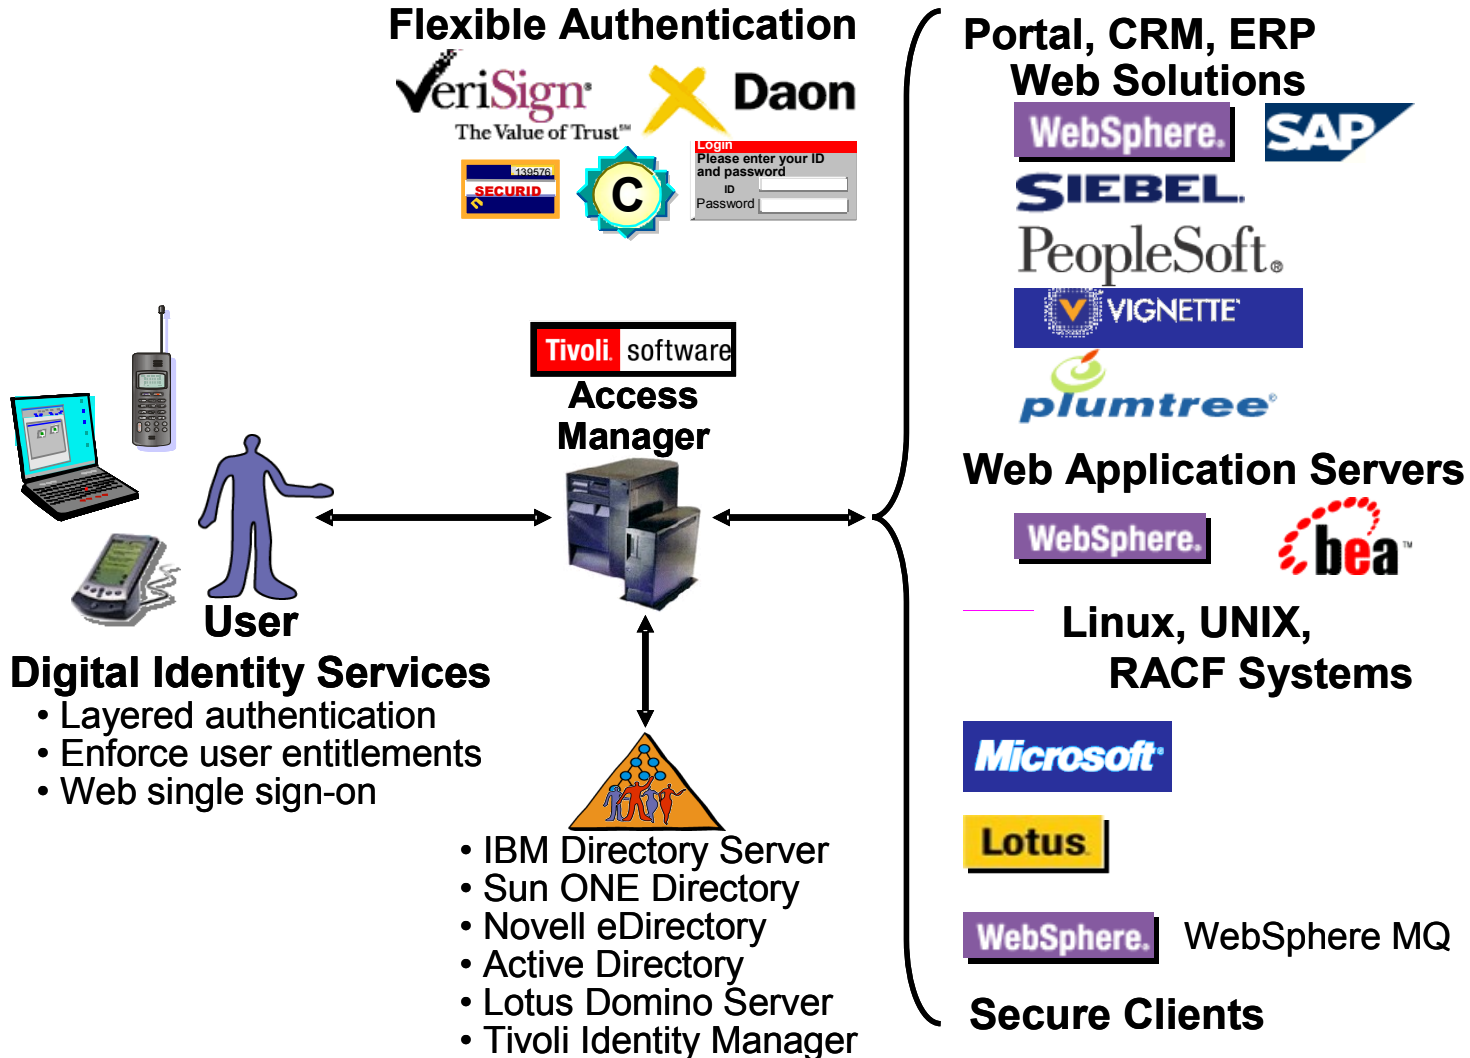 Flexible Authentication
VeriSign®
The Value of Trust℠
Daon
139576
SECURID
C
Login
Please enter your ID
and password
ID
Password
Tivoli. software
Access
Manager
User
Digital Identity Services
• Layered authentication
• Enforce user entitlements
• Web single sign-on
• IBM Directory Server
• Sun ONE Directory
• Novell eDirectory
• Active Directory
• Lotus Domino Server
• Tivoli Identity Manager
Portal, CRM, ERP
Web Solutions
WebSphere®
SAP
SIEBEL.
PeopleSoft®
VIGNETTE
plumtree®
Web Application Servers
WebSphere®
bea™
Linux, UNIX,
RACF Systems
Microsoft®
Lotus.
WebSphere®
WebSphere MQ
Secure Clients